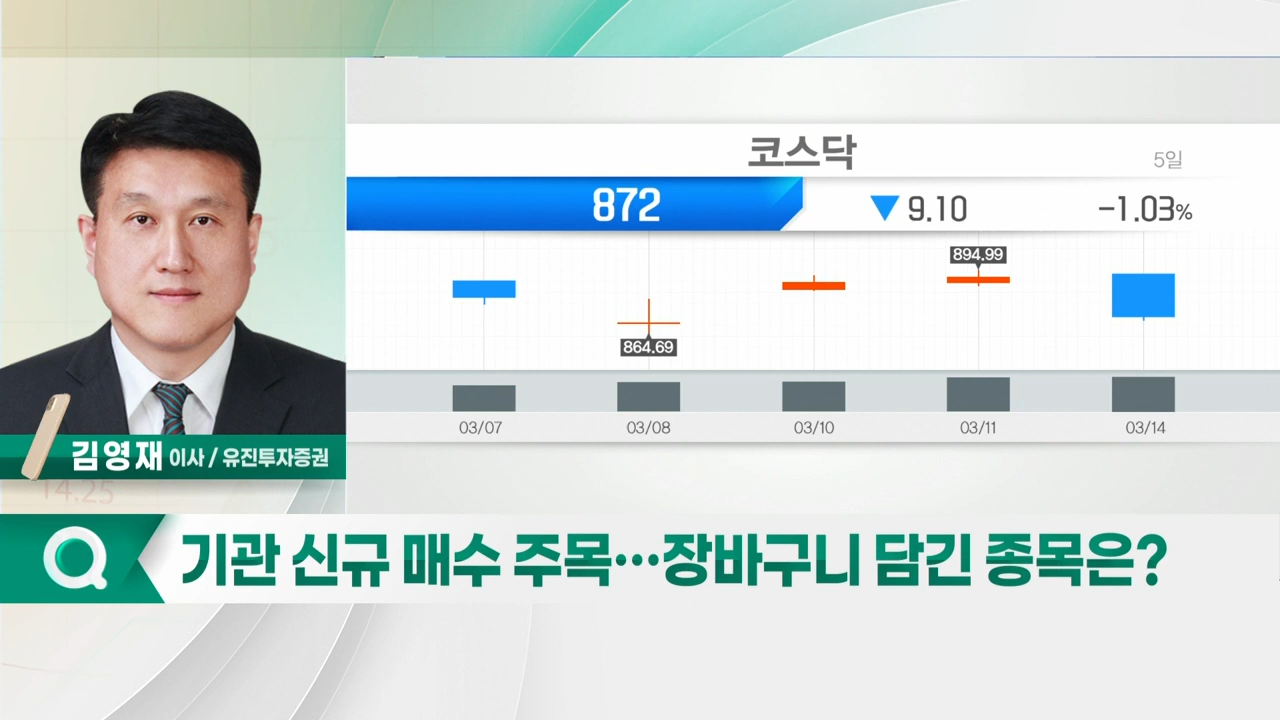 코스닥
5일
872 ▼ 9.10 -1.03%
894.99
864.69
03/07 03/08 03/10 03/11 03/14
김영재 이사 / 유진투자증권
14.25
기관 신규 매수 주목…장바구니 담긴 종목은?